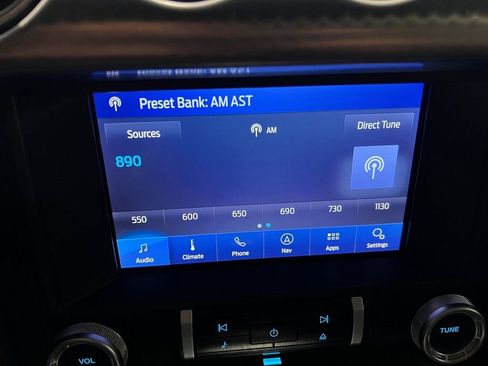 Preset Bank: AM AST
Sources
AM
Direct Tune
890
550 600 650 690 730 1130
Audio Climate Phone Nav Apps Settings
VOL
TUNE